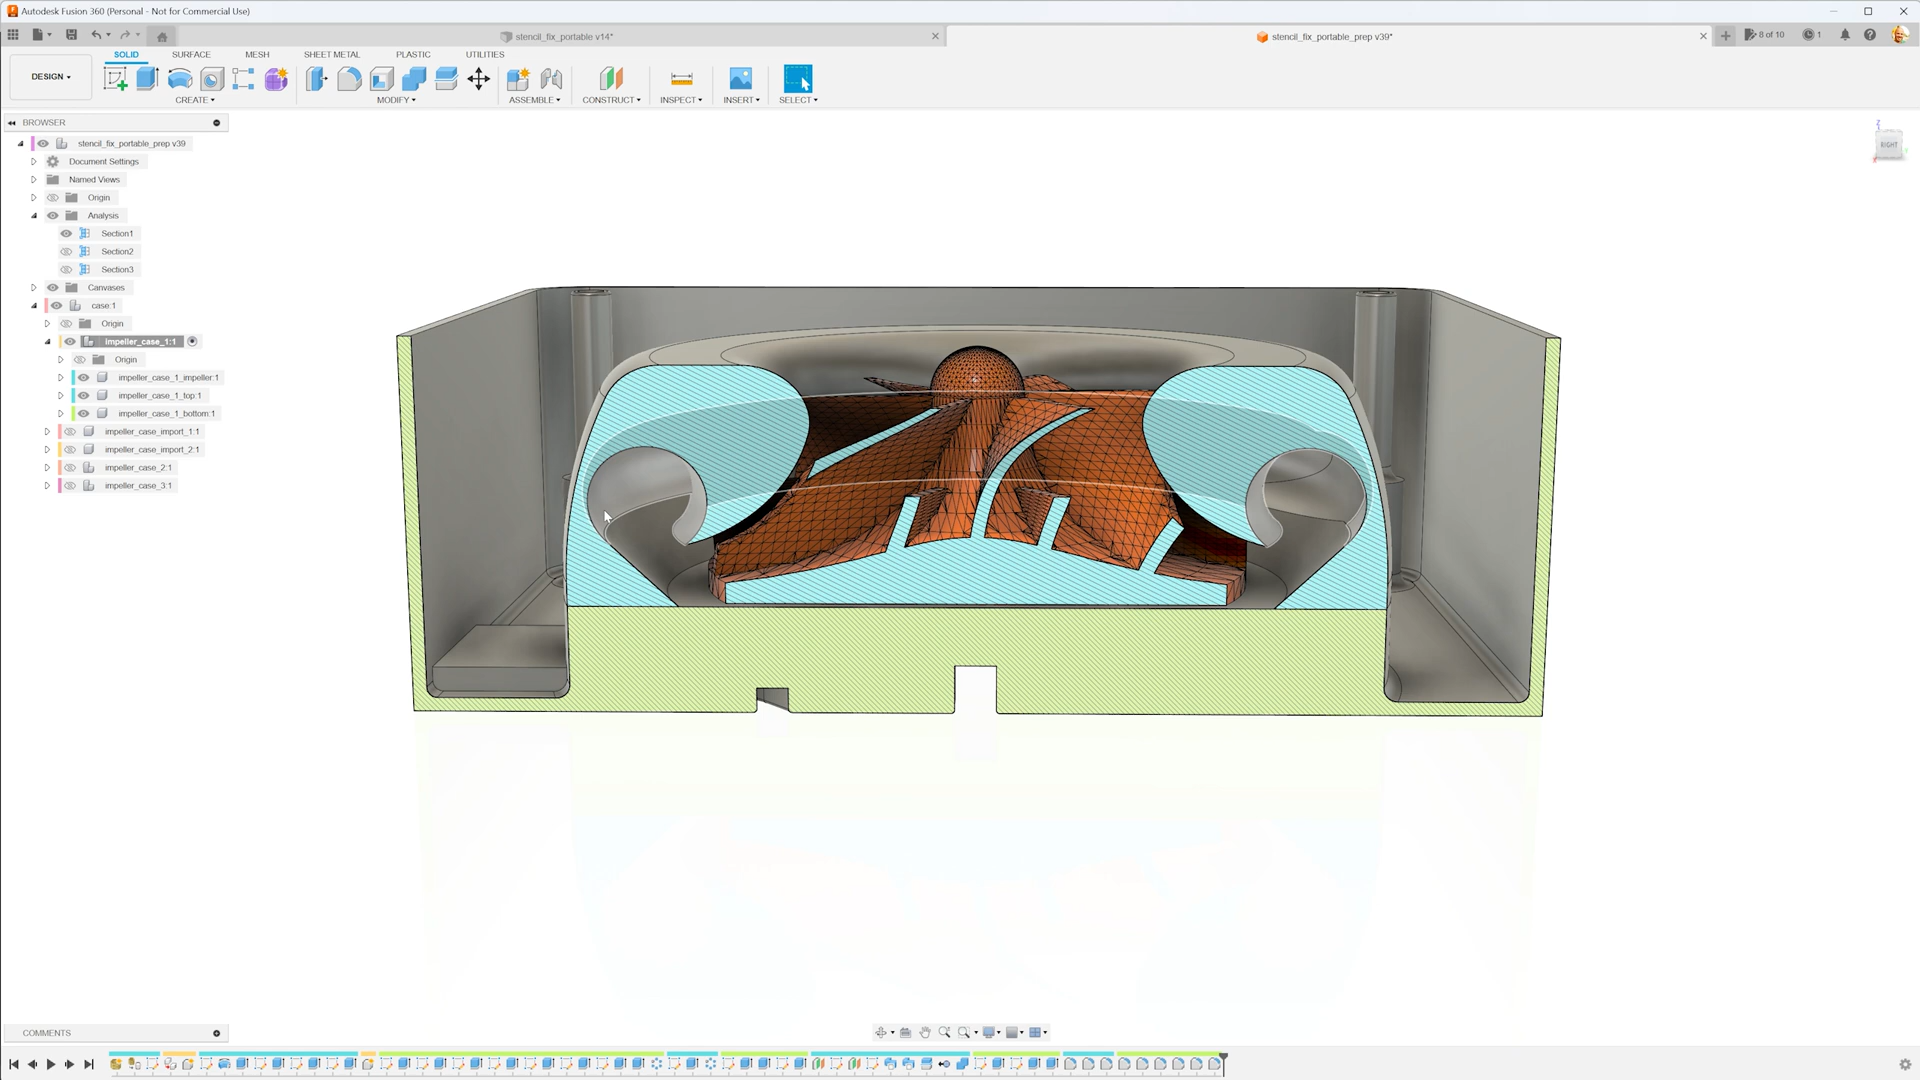 Autodesk Fusion 360 (Personal - Not for Commercial Use)
stencil_fix_portable v14*
stencil_fix_portable_prep v39*
8 of 10
1
DESIGN
SOLID
SURFACE
MESH
SHEET METAL
PLASTIC
UTILITIES
CREATE
MODIFY
ASSEMBLE
CONSTRUCT
INSPECT
INSERT
SELECT
BROWSER
stencil_fix_portable_prep v39
Document Settings
Named Views
Origin
Analysis
Section1
Section2
Section3
Canvases
case:1
Origin
impeller_case_1:1
Origin
impeller_case_1_impeller:1
impeller_case_1_top:1
impeller_case_1_bottom:1
impeller_case_import_1:1
impeller_case_import_2:1
impeller_case_2:1
impeller_case_3:1
Z
RIGHT
COMMENTS